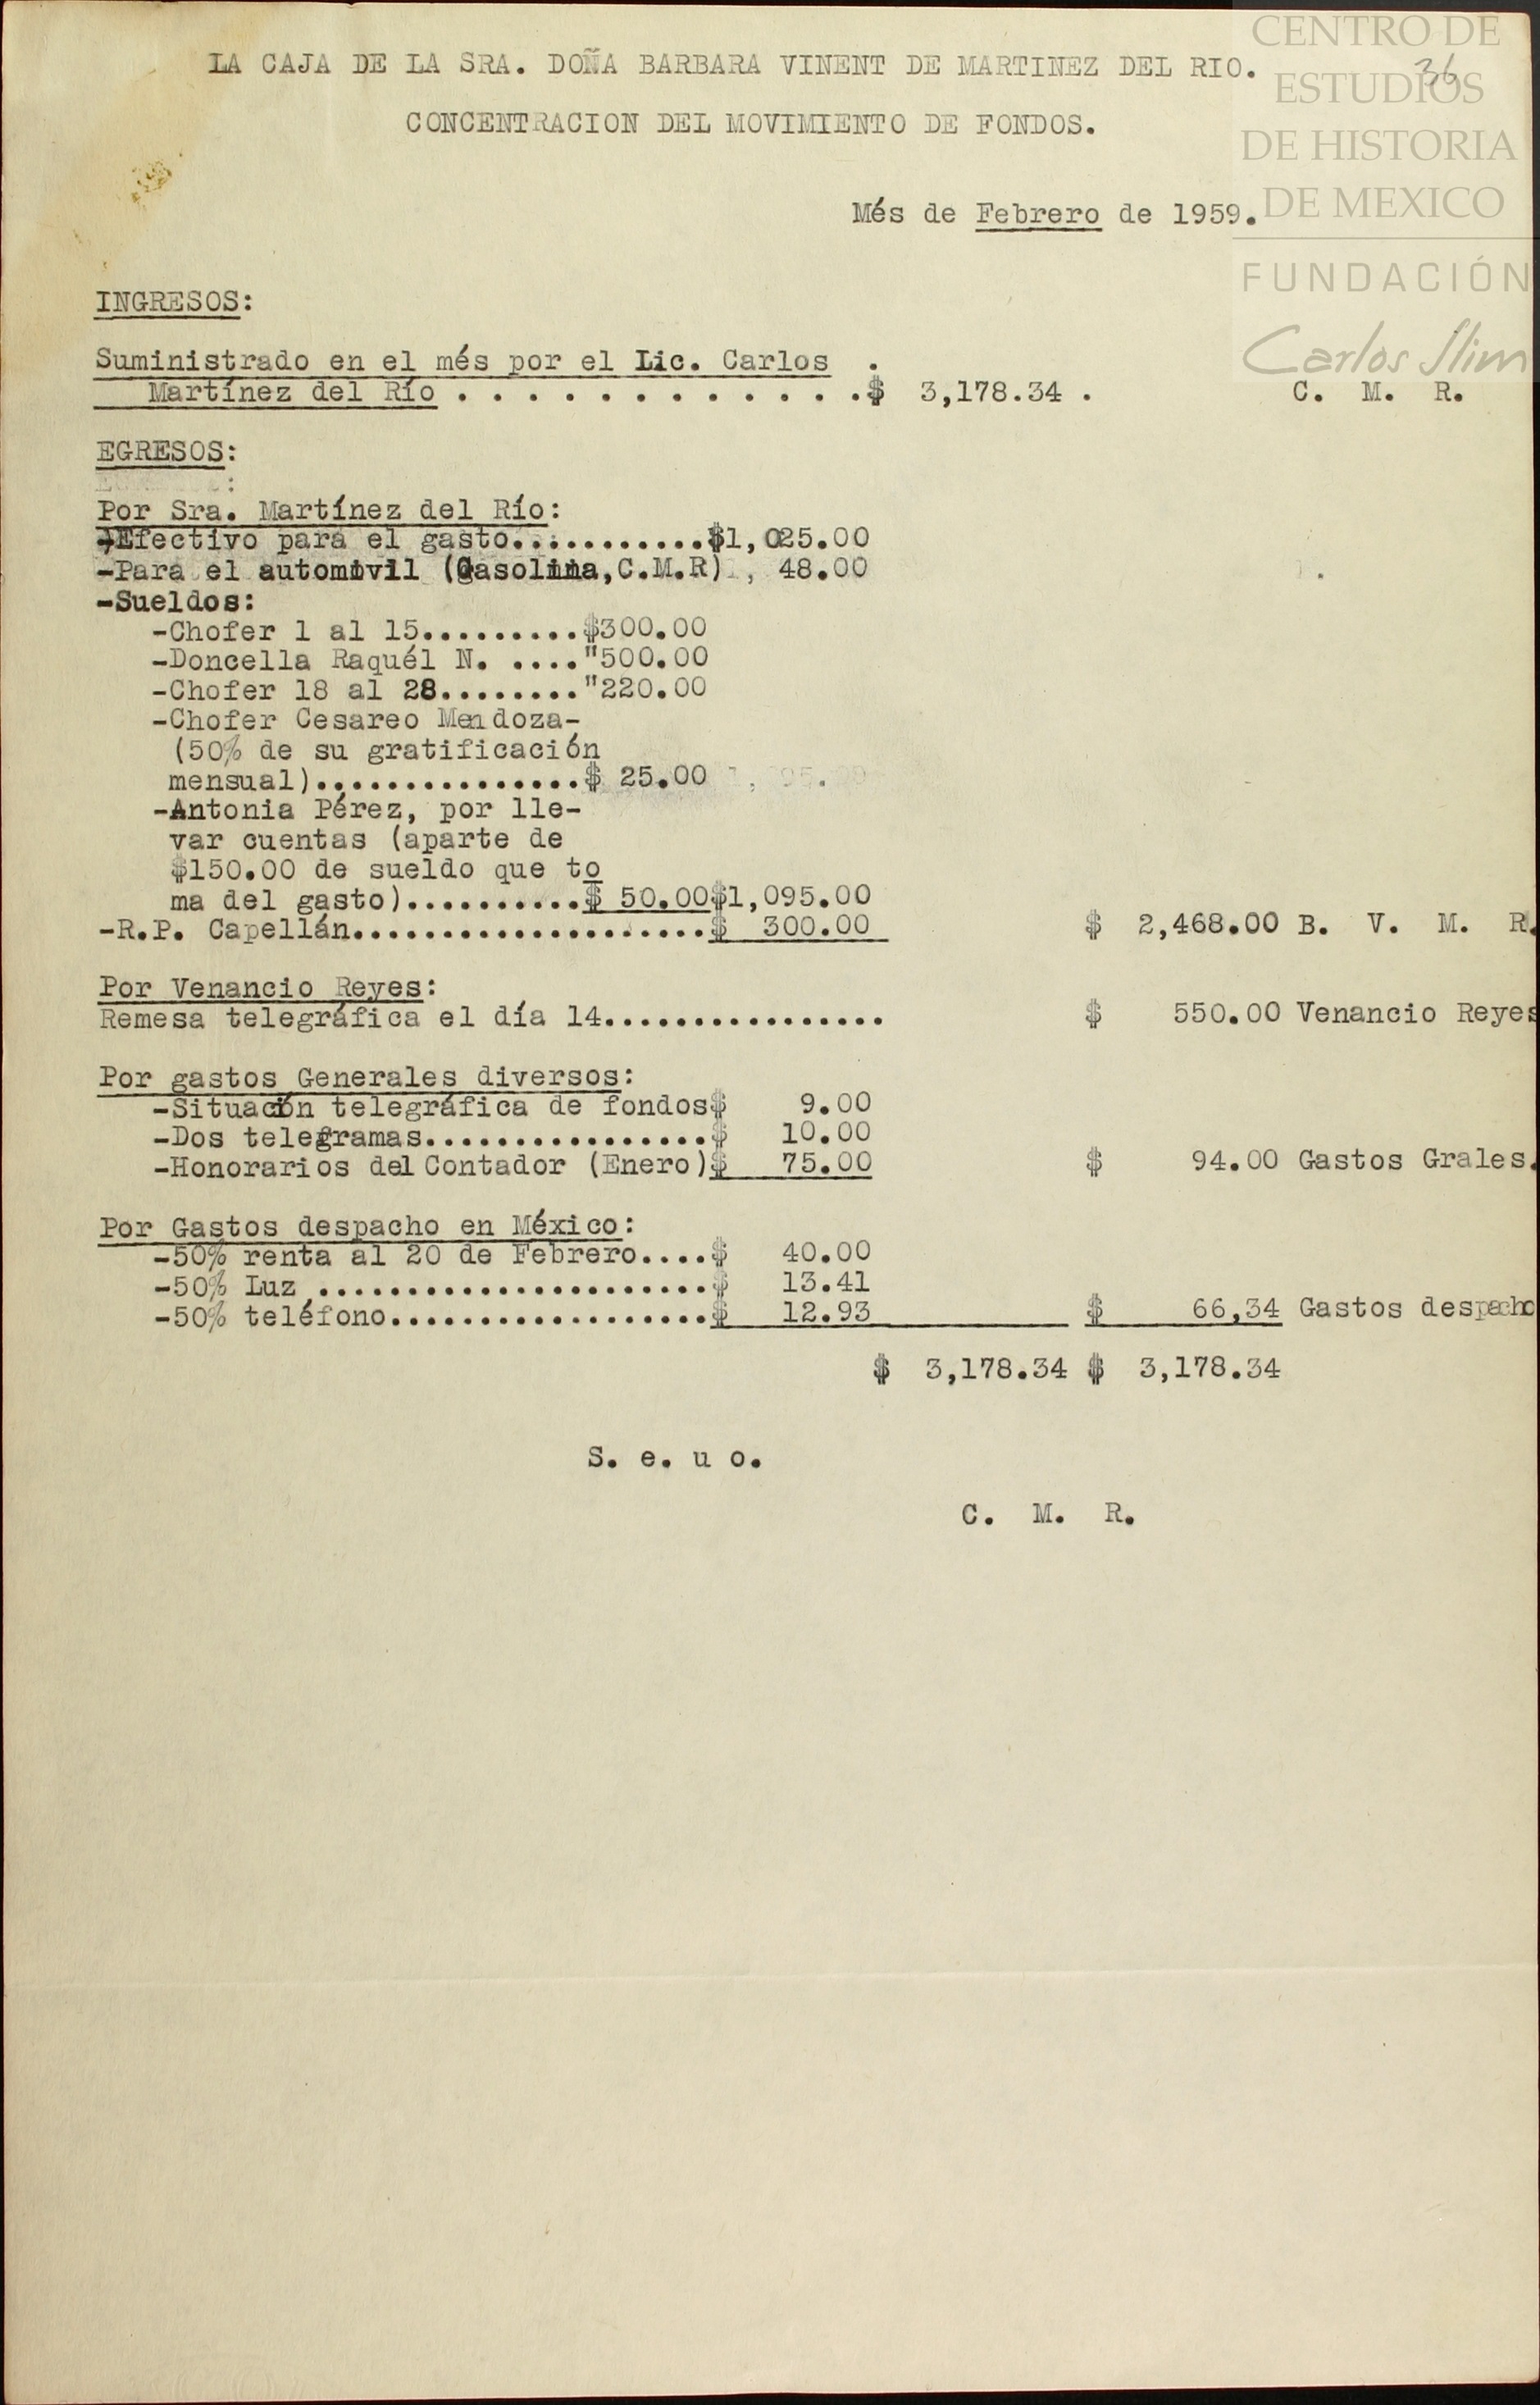 CENTRO DE
ESTUDIOS
DE HISTORIA
DE MEXICO
FUNDACIÓN
Carlos Slim
36
LA CAJA DE LA SRA. DOÑA BARBARA VINENT DE MARTINEZ DEL RIO.
CONCENTRACION DEL MOVIMIENTO DE FONDOS.
Més de Febrero de 1959.
INGRESOS:
Suministrado en el més por el Lic. Carlos .
Martínez del Río . . . . . . . . . . . . .$ 3,178.34 . C. M. R.
EGRESOS:
Por Sra. Martínez del Río:
-Efectivo para el gasto...........$1,025.00
-Para el automóvil (Gasolina,C.M.R) , 48.00
-Sueldos:
-Chofer 1 al 15.........$300.00
-Doncella Raquél N. ...."500.00
-Chofer 18 al 28........"220.00
-Chofer Cesareo Mendoza-
(50% de su gratificación
mensual)...............$ 25.00
-Antonia Pérez, por lle-
var cuentas (aparte de
$150.00 de sueldo que to
ma del gasto)..........$ 50.00$1,095.00
-R.P. Capellán....................$ 300.00 $ 2,468.00 B. V. M. R.
Por Venancio Reyes:
Remesa telegráfica el día 14................ $ 550.00 Venancio Reyes
Por gastos Generales diversos:
-Situación telegráfica de fondos$ 9.00
-Dos telegramas................$ 10.00
-Honorarios del Contador (Enero)$ 75.00 $ 94.00 Gastos Grales.
Por Gastos despacho en México:
-50% renta al 20 de Febrero....$ 40.00
-50% Luz ......................$ 13.41
-50% teléfono..................$ 12.93 $ 66,34 Gastos despacho
$ 3,178.34 $ 3,178.34
S. e. u o.
C. M. R.